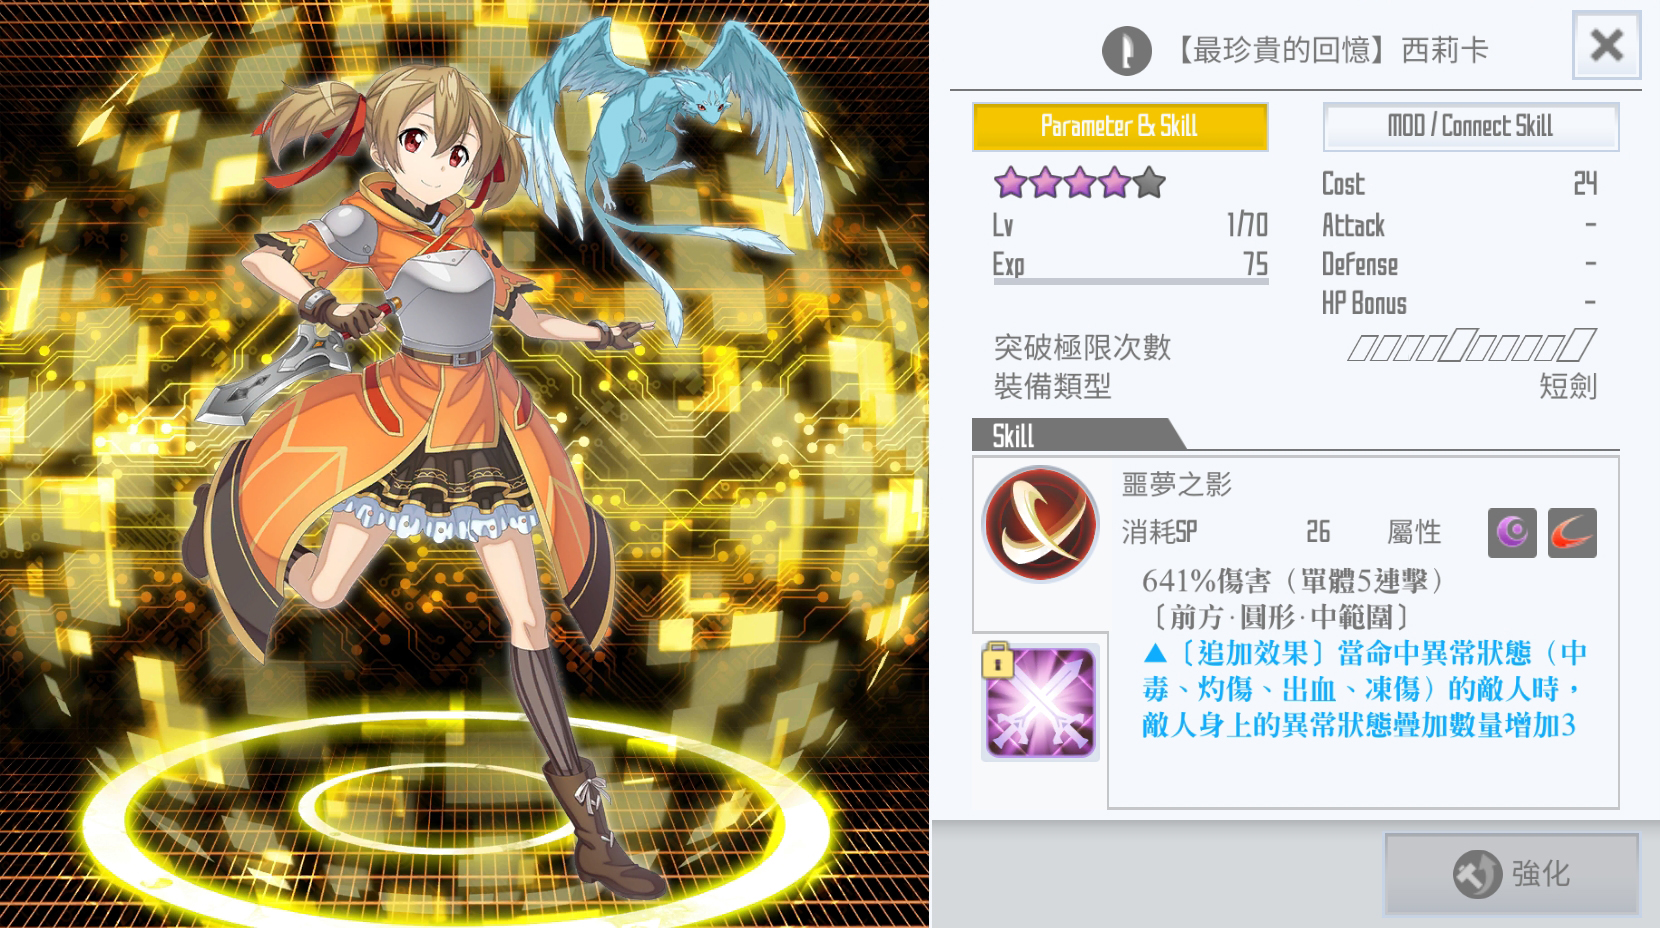 【最珍貴的回憶】西莉卡
Parameter & Skill
MOD / Connect Skill
Lv 1/70
Exp 75
Cost 24
Attack -
Defense -
HP Bonus -
突破極限次數
裝備類型 短劍
Skill
噩夢之影
消耗SP 26 屬性
641%傷害（單體5連擊）
〔前方·圓形·中範圍〕
▲〔追加效果〕當命中異常狀態（中
毒、灼傷、出血、凍傷）的敵人時，
敵人身上的異常狀態疊加數量增加3
強化